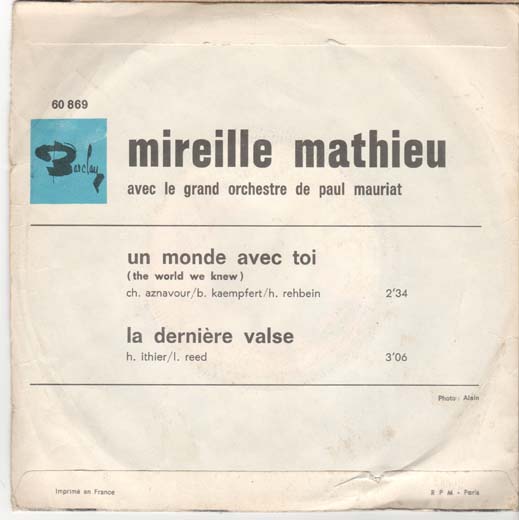 60 869
Barclay
mireille mathieu
avec le grand orchestre de paul mauriat
un monde avec toi
(the world we knew)
ch. aznavour/b. kaempfert/h. rehbein 2'34
la dernière valse
h. ithier/l. reed 3'06
Photo : Alain
Imprimé en France R P M - Paris